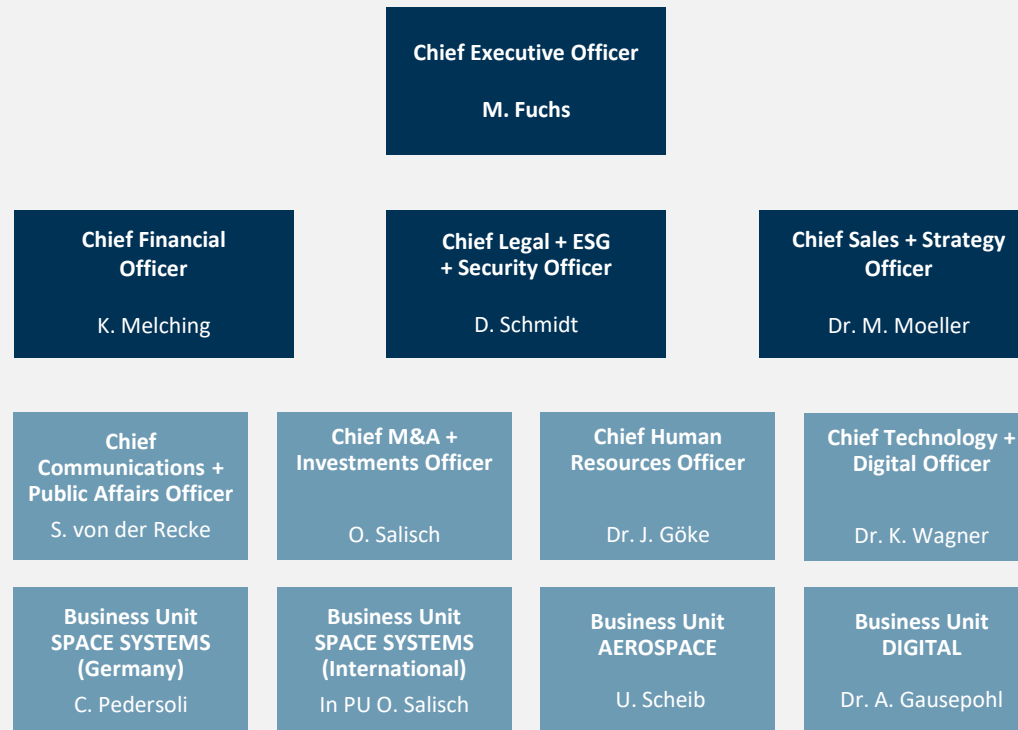 Chief Executive Officer
M. Fuchs
Chief Financial
Officer
K. Melching
Chief Legal + ESG
+ Security Officer
D. Schmidt
Chief Sales + Strategy
Officer
Dr. M. Moeller
Chief
Communications +
Public Affairs Officer
S. von der Recke
Chief M&A +
Investments Officer
O. Salisch
Chief Human
Resources Officer
Dr. J. Göke
Chief Technology +
Digital Officer
Dr. K. Wagner
Business Unit
SPACE SYSTEMS
(Germany)
C. Pedersoli
Business Unit
SPACE SYSTEMS
(International)
In PU O. Salisch
Business Unit
AEROSPACE
U. Scheib
Business Unit
DIGITAL
Dr. A. Gausepohl